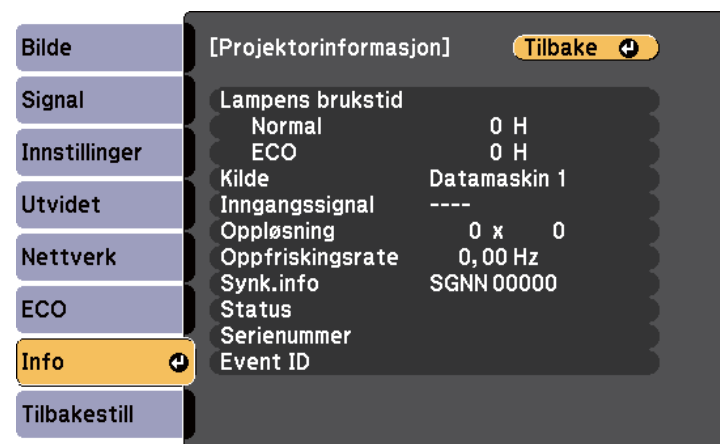 Bilde
Signal
Innstillinger
Utvidet
Nettverk
ECO
Info
Tilbakestill
[Projektorinformasjon] Tilbake
Lampens brukstid
Normal 0 H
ECO 0 H
Kilde Datamaskin 1
Inngangssignal ----
Oppløsning 0 x 0
Oppfriskingsrate 0,00 Hz
Synk.info SGNN 00000
Status
Serienummer
Event ID